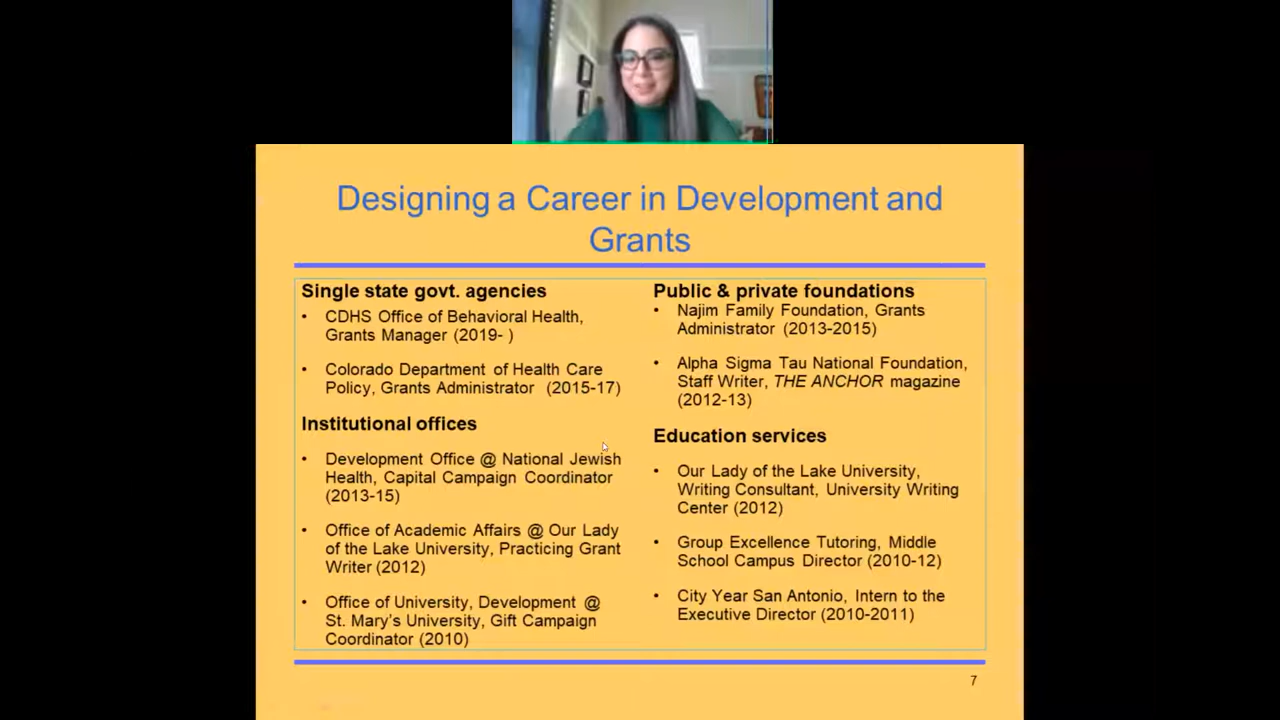 Designing a Career in Development and
Grants
Single state govt. agencies
• CDHS Office of Behavioral Health,
Grants Manager (2019- )
• Colorado Department of Health Care
Policy, Grants Administrator (2015-17)
Institutional offices
• Development Office @ National Jewish
Health, Capital Campaign Coordinator
(2013-15)
• Office of Academic Affairs @ Our Lady
of the Lake University, Practicing Grant
Writer (2012)
• Office of University, Development @
St. Mary's University, Gift Campaign
Coordinator (2010)
Public & private foundations
• Najim Family Foundation, Grants
Administrator (2013-2015)
• Alpha Sigma Tau National Foundation,
Staff Writer, THE ANCHOR magazine
(2012-13)
Education services
• Our Lady of the Lake University,
Writing Consultant, University Writing
Center (2012)
• Group Excellence Tutoring, Middle
School Campus Director (2010-12)
• City Year San Antonio, Intern to the
Executive Director (2010-2011)
7